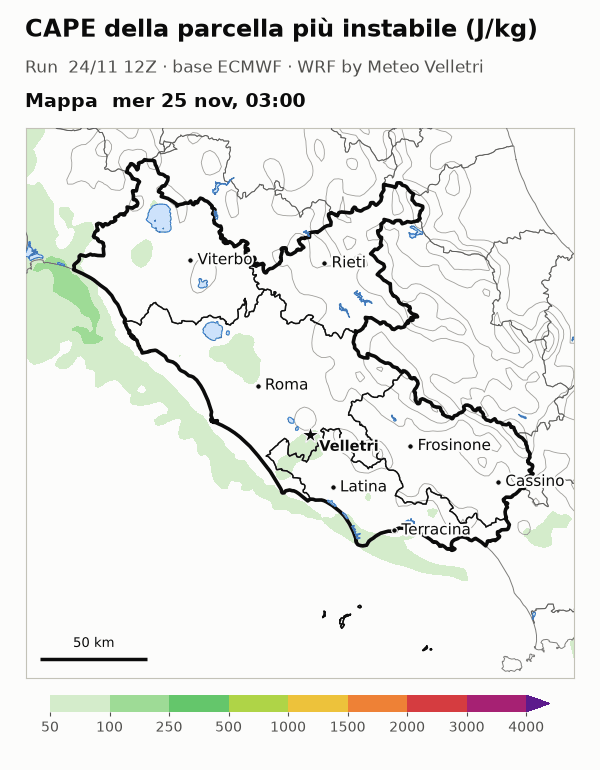 CAPE della parcella più instabile (J/kg)
Run  24/11 12Z · base ECMWF · WRF by Meteo Velletri
Mappa  mer 25 nov, 03:00
Viterbo
Rieti
Roma
Velletri
Frosinone
Latina
Cassino
Terracina
50 km
50 100 250 500 1000 1500 2000 3000 4000